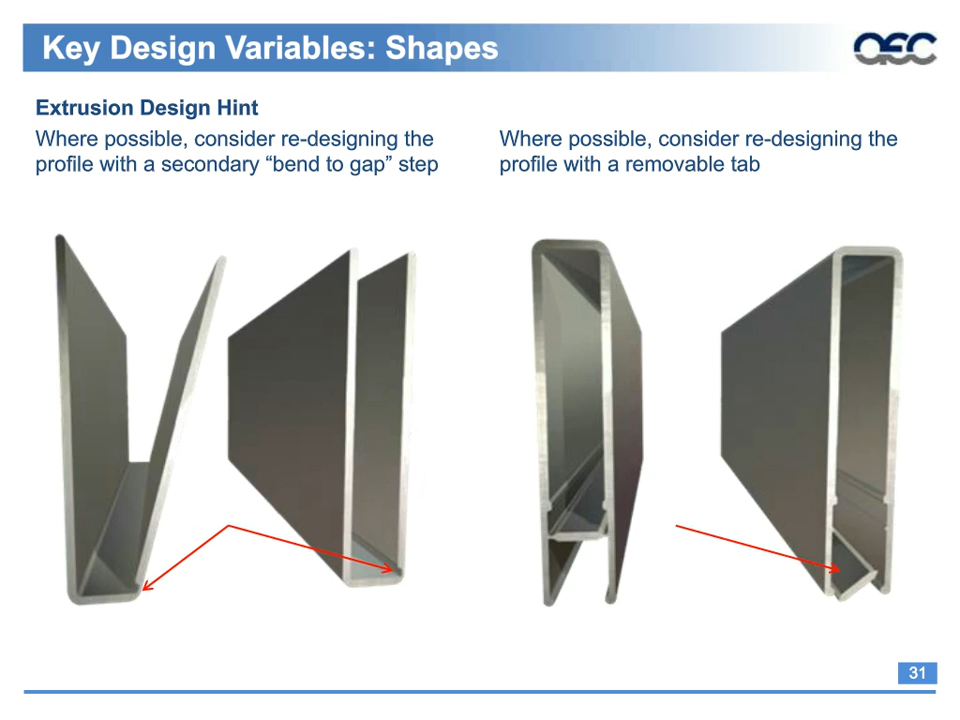 Key Design Variables: Shapes
AEC
Extrusion Design Hint
Where possible, consider re-designing the
profile with a secondary “bend to gap” step
Where possible, consider re-designing the
profile with a removable tab
31